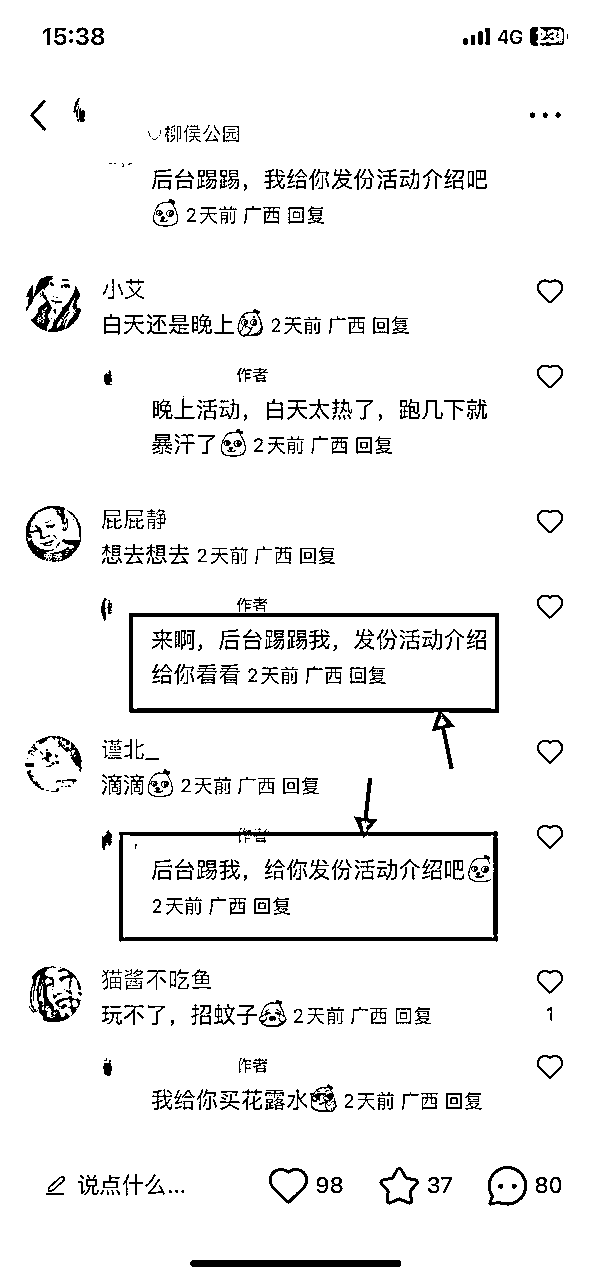 15:38
4G 23
柳侯公园
后台踢踢，我给你发份活动介绍吧
2天前 广西 回复
小艾
白天还是晚上 2天前 广西 回复
作者
晚上活动，白天太热了，跑几下就
暴汗了 2天前 广西 回复
屁屁静
想去想去 2天前 广西 回复
作者
来啊，后台踢踢我，发份活动介绍
给你看看 2天前 广西 回复
谨北_
滴滴 2天前 广西 回复
作者
后台踢我，给你发份活动介绍吧
2天前 广西 回复
猫酱不吃鱼
玩不了，招蚊子 2天前 广西 回复
1
作者
我给你买花露水 2天前 广西 回复
说点什么... 98 37 80